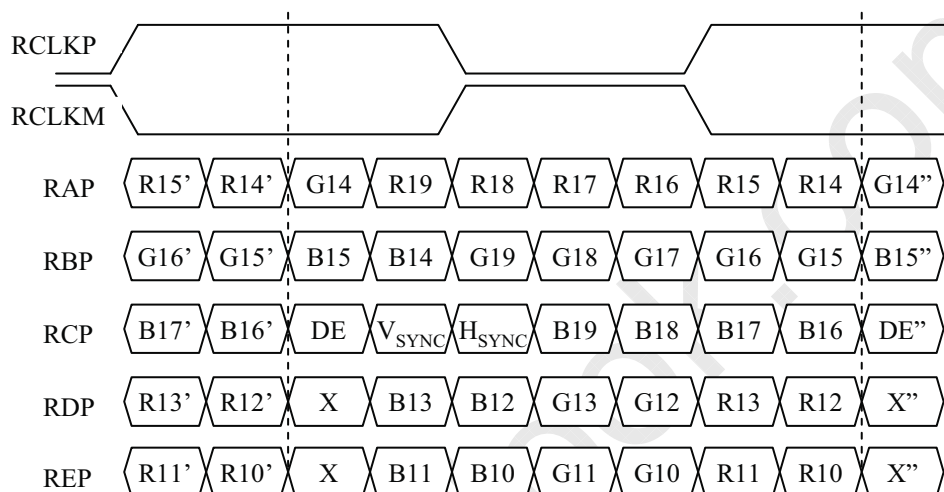 RCLKP
RCLKM
RAP R15’ R14’ G14 R19 R18 R17 R16 R15 R14 G14”
RBP G16’ G15’ B15 B14 G19 G18 G17 G16 G15 B15”
RCP B17’ B16’ DE VSYNC HSYNC B19 B18 B17 B16 DE”
RDP R13’ R12’ X B13 B12 G13 G12 R13 R12 X”
REP R11’ R10’ X B11 B10 G11 G10 R11 R10 X”